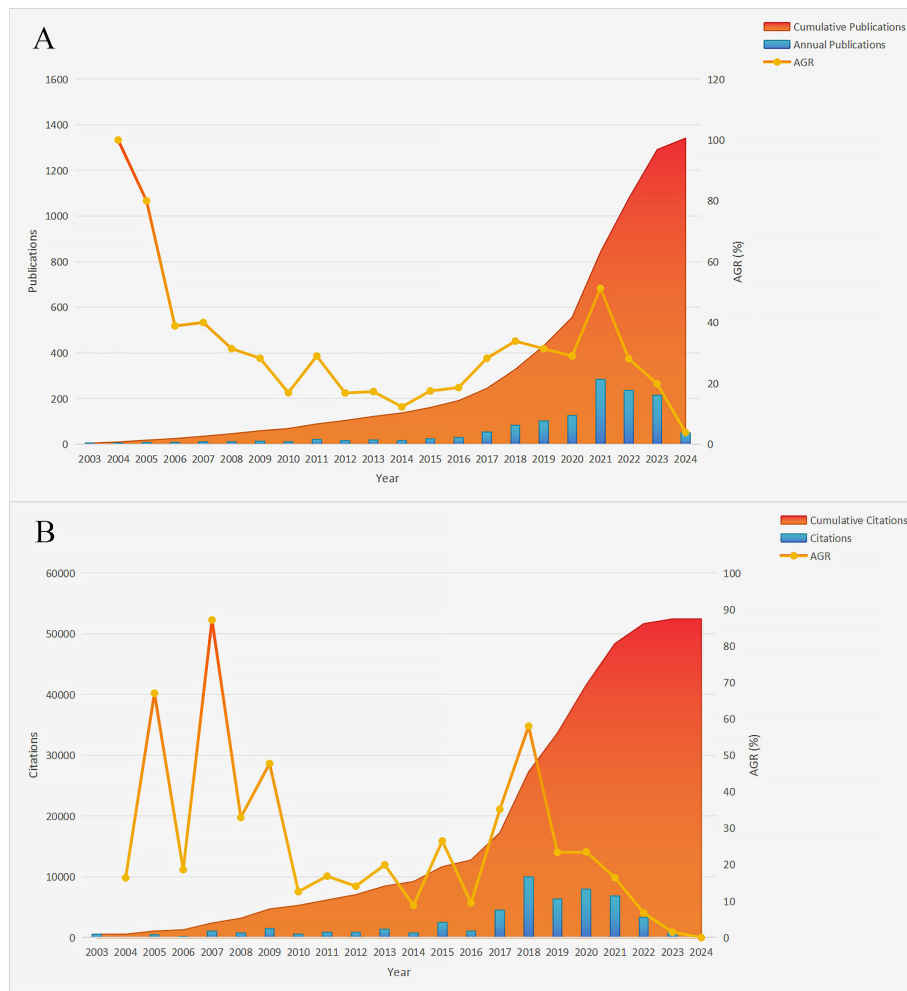 A
Cumulative Publications
Annual Publications
AGR
1600
1400
1200
1000
800
600
400
200
0
Publications
120
100
80
60
40
20
0
AGR (%)
2003 2004 2005 2006 2007 2008 2009 2010 2011 2012 2013 2014 2015 2016 2017 2018 2019 2020 2021 2022 2023 2024
Year
B
Cumulative Citations
Citations
AGR
60000
50000
40000
30000
20000
10000
0
Citations
100
90
80
70
60
50
40
30
20
10
0
AGR (%)
2003 2004 2005 2006 2007 2008 2009 2010 2011 2012 2013 2014 2015 2016 2017 2018 2019 2020 2021 2022 2023 2024
Year